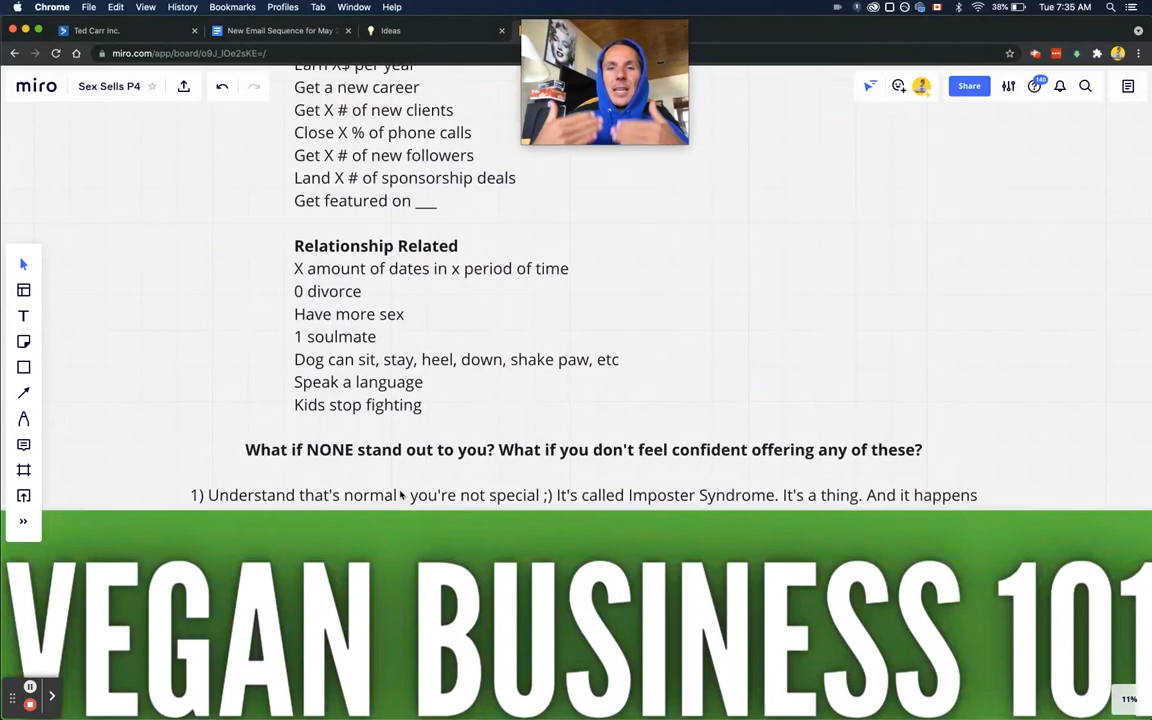 Chrome File Edit View History Bookmarks Profiles Tab Window Help 38% Tue 7:35 AM
Ted Carr Inc. New Email Sequence for May Ideas
miro.com/app/board/o9J_lOe2sKE=/
miro Sex Sells P4 Share 140
Earn X$ per year
Get a new career
Get X # of new clients
Close X % of phone calls
Get X # of new followers
Land X # of sponsorship deals
Get featured on ___
Relationship Related
X amount of dates in x period of time
0 divorce
Have more sex
1 soulmate
Dog can sit, stay, heel, down, shake paw, etc
Speak a language
Kids stop fighting
What if NONE stand out to you? What if you don't feel confident offering any of these?
1) Understand that's normal you're not special ;) It's called Imposter Syndrome. It's a thing. And it happens
VEGAN BUSINESS 101
11%